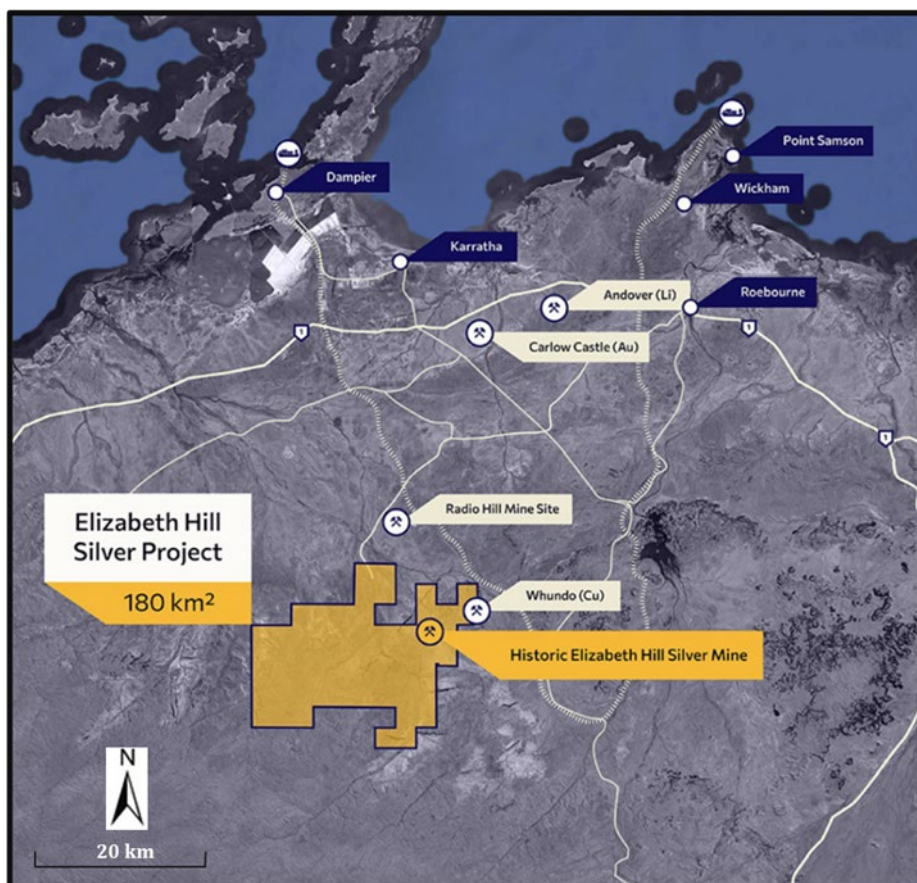 Point Samson
Dampier
Wickham
Karratha
Andover (Li)
Roebourne
1
1
Carlow Castle (Au)
1
Elizabeth Hill
Silver Project
180 km²
Radio Hill Mine Site
Whundo (Cu)
Historic Elizabeth Hill Silver Mine
N
20 km